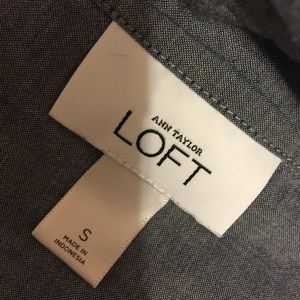 ANN TAYLOR
LOFT
S
MADE IN
INDONESIA